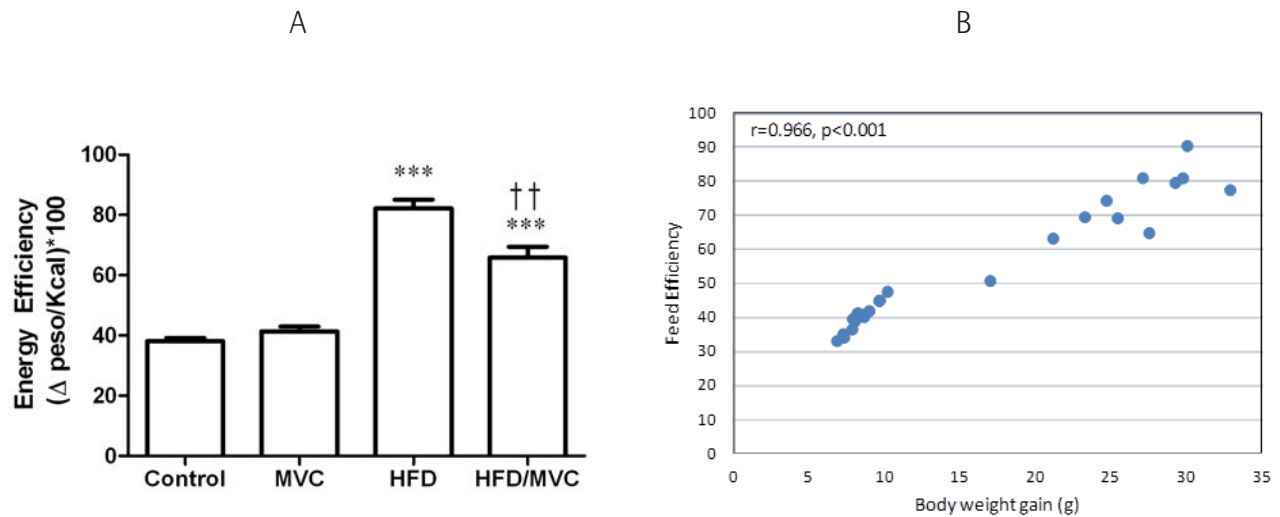 A
B
Energy Efficiency
(Δ peso/Kcal)*100
100
80
60
40
20
0
***
††
***
Control MVC HFD HFD/MVC
Feed Efficiency
100
90
80
70
60
50
40
30
20
10
0
r=0.966, p<0.001
0 5 10 15 20 25 30 35
Body weight gain (g)